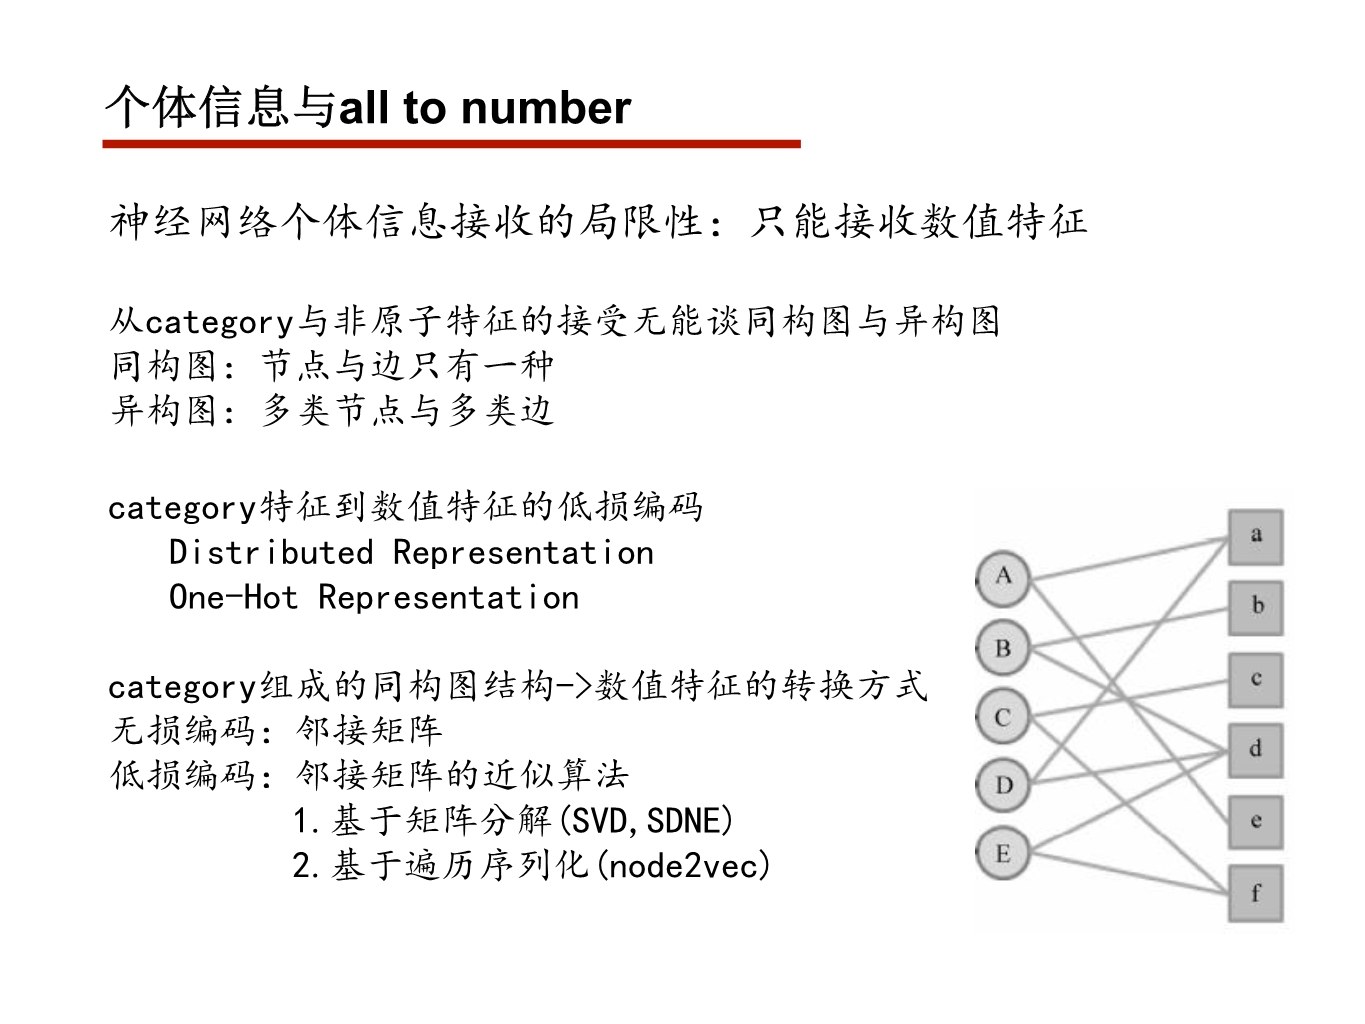 个体信息与all to number
神经网络个体信息接收的局限性：只能接收数值特征
从category与非原子特征的接受无能谈同构图与异构图
同构图：节点与边只有一种
异构图：多类节点与多类边
category特征到数值特征的低损编码
Distributed Representation
One-Hot Representation
category组成的同构图结构->数值特征的转换方式
无损编码：邻接矩阵
低损编码：邻接矩阵的近似算法
1.基于矩阵分解(SVD,SDNE)
2.基于遍历序列化(node2vec)
A
B
C
D
E
a
b
c
d
e
f